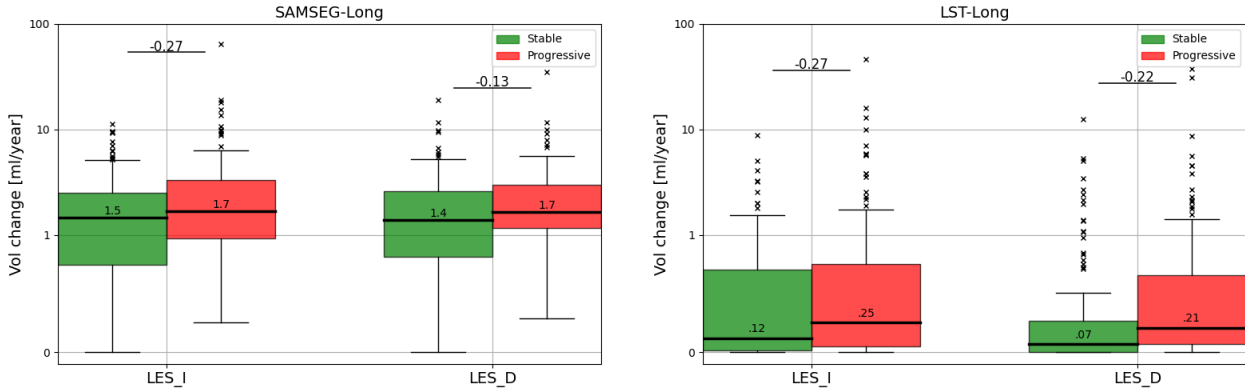 SAMSEG-Long
100
10
1
0
Vol change [ml/year]
-0.27
-0.13
Stable
Progressive
1.5
1.7
1.4
1.7
LES_I
LES_D
LST-Long
100
10
1
0
Vol change [ml/year]
-0.27
-0.22
Stable
Progressive
.12
.25
.07
.21
LES_I
LES_D